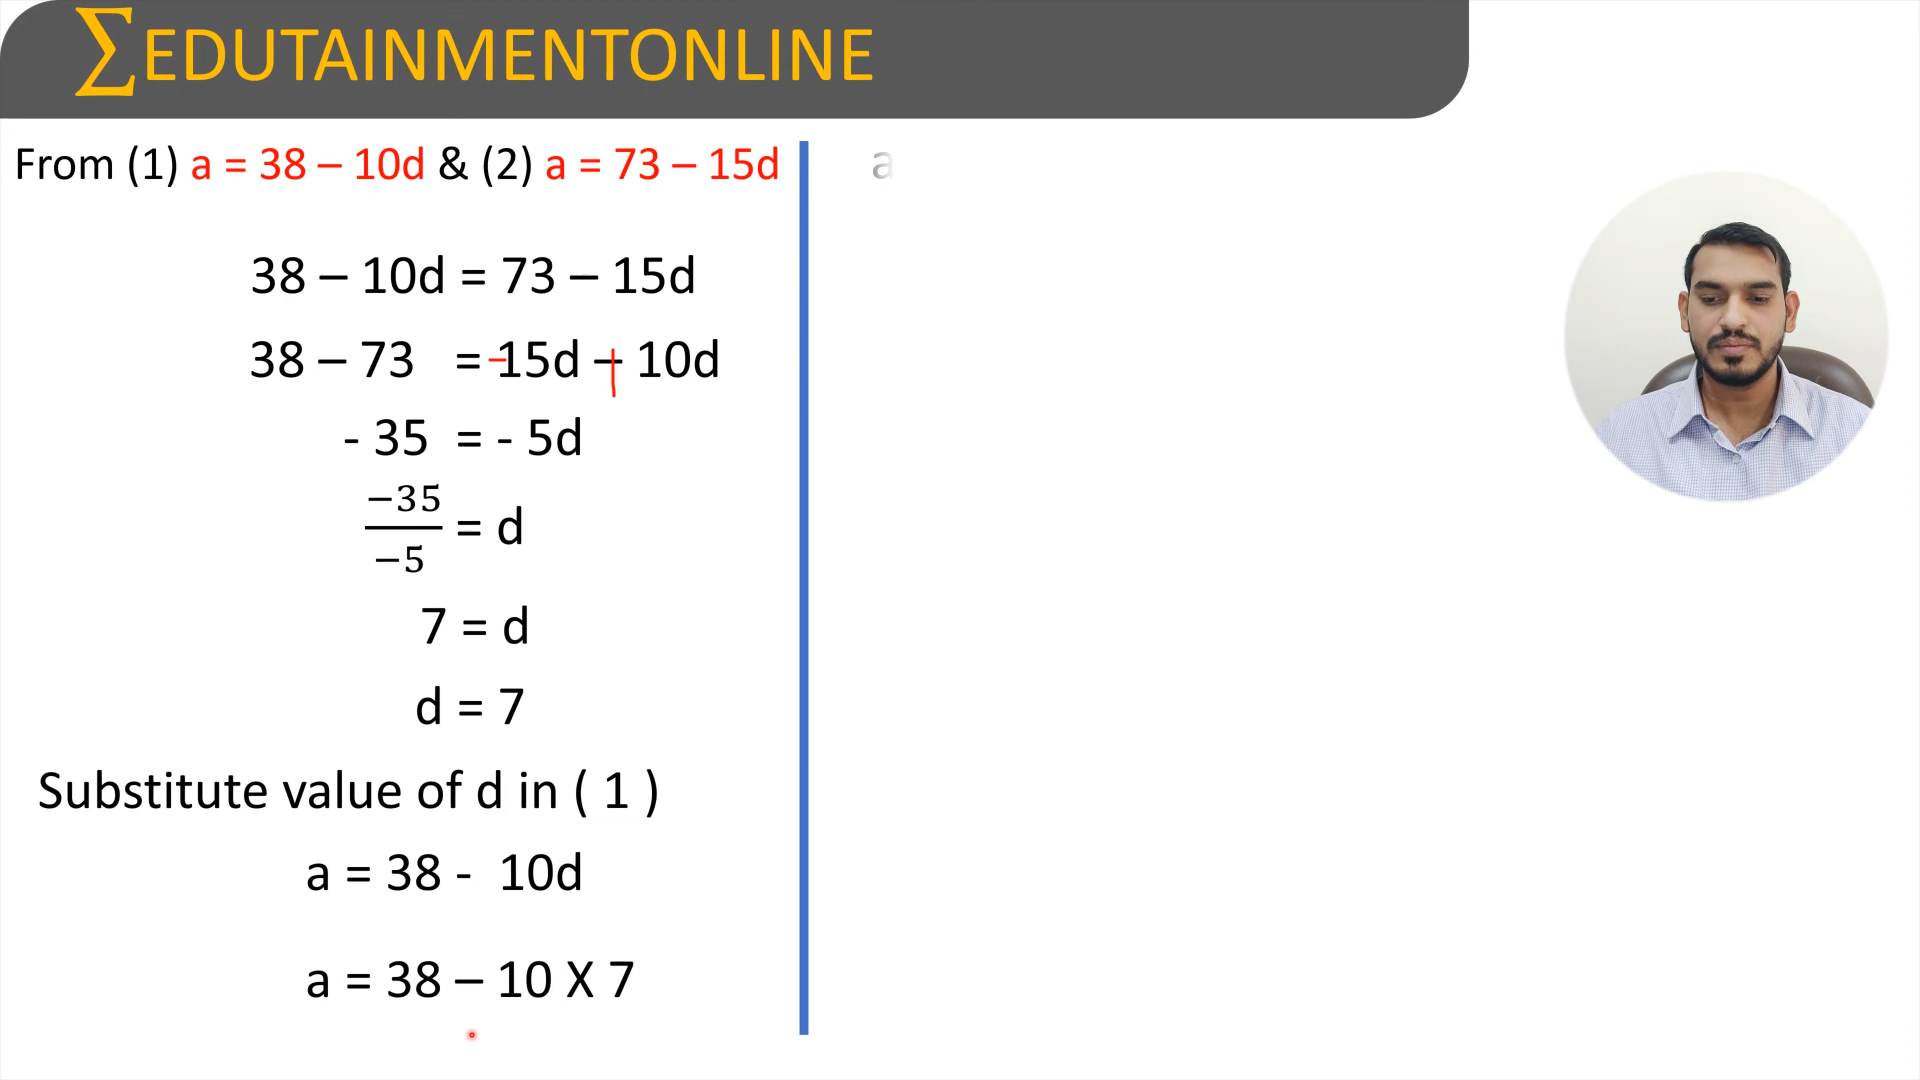 ∑EDUTAINMENTONLINE
From (1) a = 38 – 10d & (2) a = 73 – 15d
a
38 – 10d = 73 – 15d
38 – 73 = -15d + 10d
- 35 = - 5d
−35
−5
= d
7 = d
d = 7
Substitute value of d in ( 1 )
a = 38 - 10d
a = 38 – 10 X 7